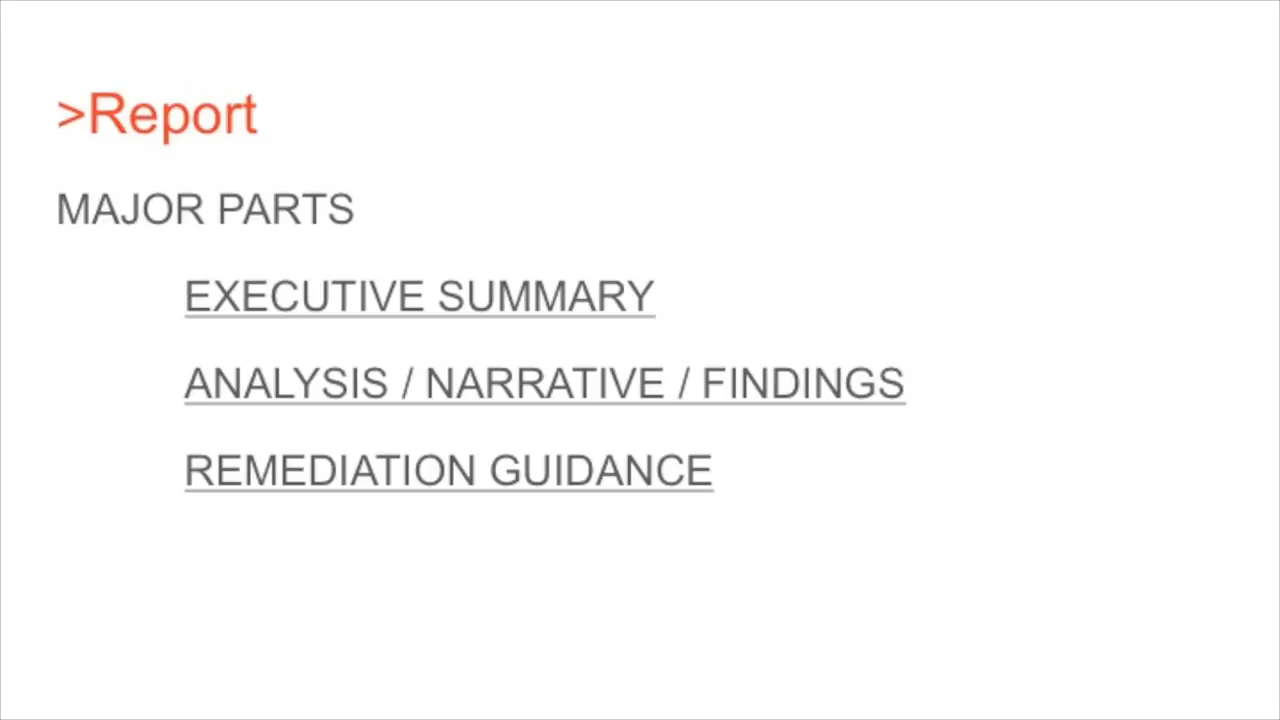 >Report
MAJOR PARTS
EXECUTIVE SUMMARY
ANALYSIS / NARRATIVE / FINDINGS
REMEDIATION GUIDANCE